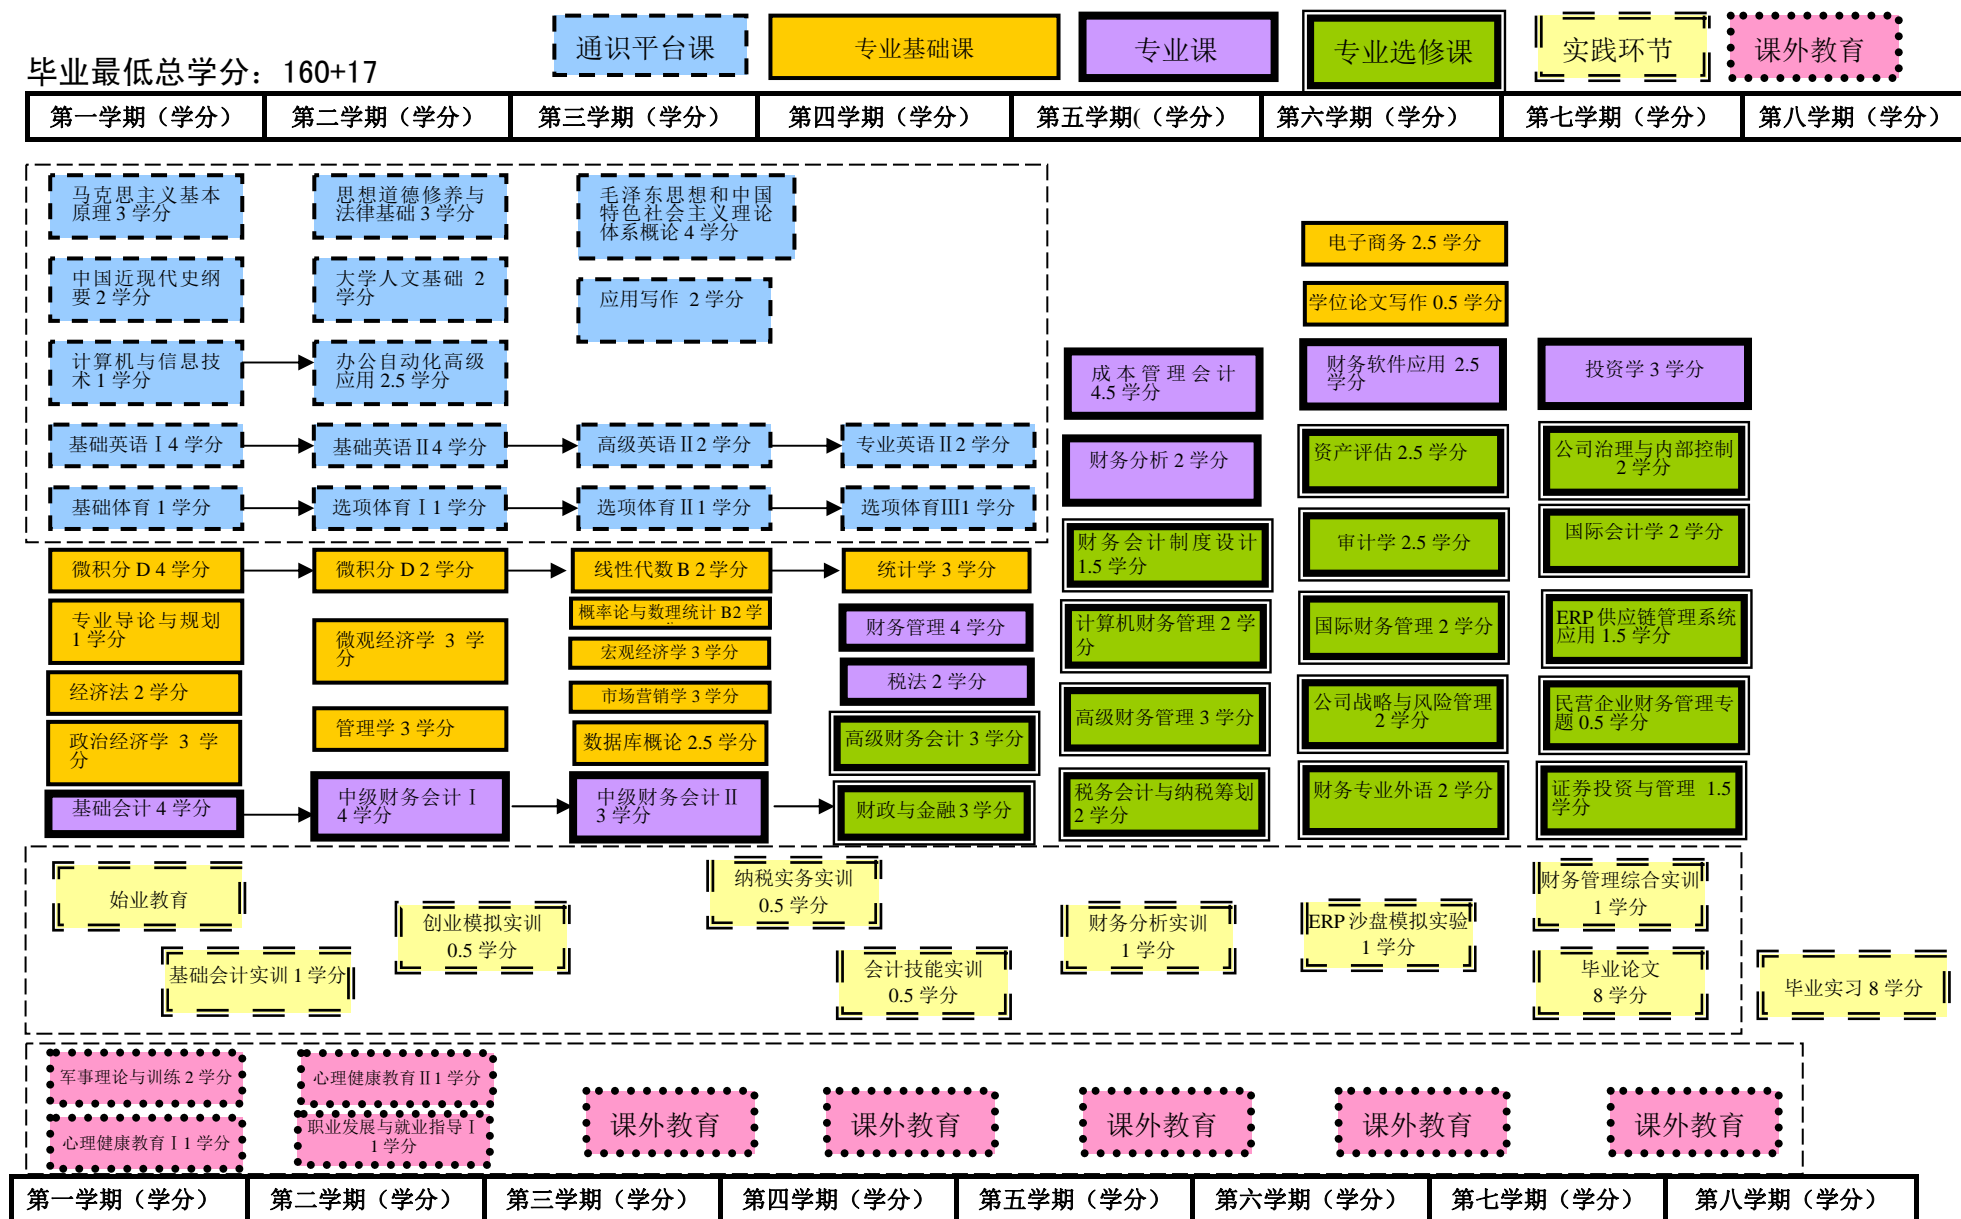 通识平台课
专业基础课
专业课
专业选修课
实践环节
课外教育
毕业最低总学分：160+17
第一学期（学分）
第二学期（学分）
第三学期（学分）
第四学期（学分）
第五学期(（学分）
第六学期（学分）
第七学期（学分）
第八学期（学分）
马克思主义基本
原理 3 学分
思想道德修养与
法律基础 3 学分
毛泽东思想和中国
特色社会主义理论
体系概论 4 学分
电子商务 2.5 学分
中国近现代史纲
要 2 学分
大学人文基础 2
学分
应用写作 2 学分
学位论文写作 0.5 学分
计算机与信息技
术 1 学分
办公自动化高级
应用 2.5 学分
成本管理会计
4.5 学分
财务软件应用 2.5
学分
投资学 3 学分
基础英语Ⅰ4 学分
基础英语Ⅱ4 学分
高级英语Ⅱ2 学分
专业英语Ⅱ2 学分
财务分析 2 学分
资产评估 2.5 学分
公司治理与内部控制
2 学分
基础体育 1 学分
选项体育Ⅰ1 学分
选项体育Ⅱ1 学分
选项体育Ⅲ1 学分
财务会计制度设计
1.5 学分
审计学 2.5 学分
国际会计学 2 学分
微积分 D 4 学分
微积分 D 2 学分
线性代数 B 2 学分
统计学 3 学分
专业导论与规划
1 学分
微观经济学 3 学
分
概率论与数理统计 B2 学
宏观经济学 3 学分
财务管理 4 学分
计算机财务管理 2 学
分
国际财务管理 2 学分
ERP 供应链管理系统
应用 1.5 学分
经济法 2 学分
市场营销学 3 学分
税法 2 学分
政治经济学 3 学
分
管理学 3 学分
数据库概论 2.5 学分
高级财务会计 3 学分
高级财务管理 3 学分
公司战略与风险管理
2 学分
民营企业财务管理专
题 0.5 学分
基础会计 4 学分
中级财务会计Ⅰ
4 学分
中级财务会计Ⅱ
3 学分
财政与金融 3 学分
税务会计与纳税筹划
2 学分
财务专业外语 2 学分
证券投资与管理 1.5
学分
始业教育
基础会计实训 1 学分
创业模拟实训
0.5 学分
纳税实务实训
0.5 学分
会计技能实训
0.5 学分
财务分析实训
1 学分
ERP 沙盘模拟实验
1 学分
财务管理综合实训
1 学分
毕业论文
8 学分
毕业实习 8 学分
军事理论与训练 2 学分
心理健康教育Ⅱ1 学分
心理健康教育Ⅰ1 学分
职业发展与就业指导Ⅰ
1 学分
课外教育
课外教育
课外教育
课外教育
课外教育
第一学期（学分）
第二学期（学分）
第三学期（学分）
第四学期（学分）
第五学期（学分）
第六学期（学分）
第七学期（学分）
第八学期（学分）